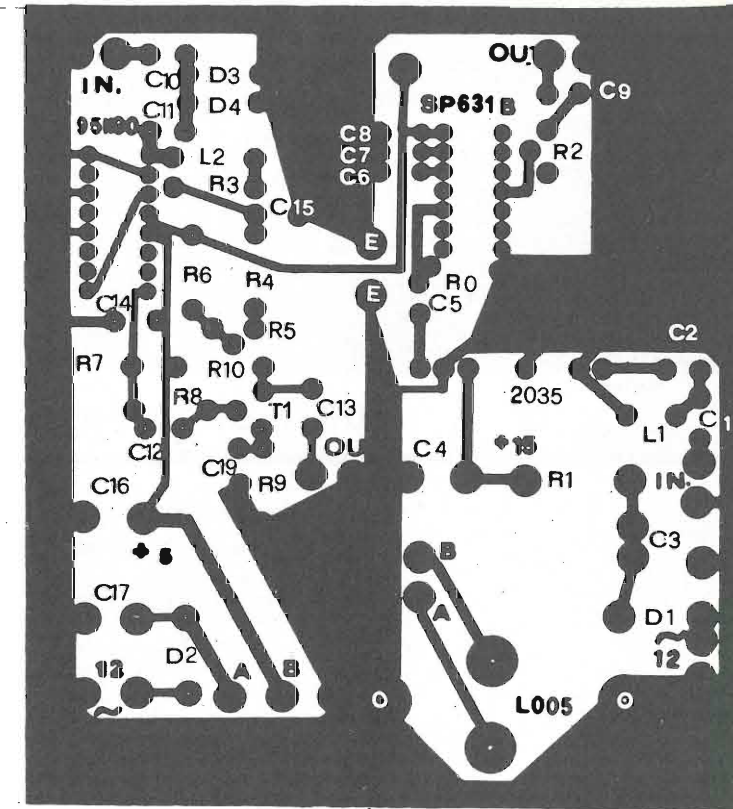 IN.
C10
D3
C11
D4
95H90
L2
R3
C15
E
OUT
C9
SP631 B
C8
C7
C6
R2
R6
R4
C14
R5
E
R0
C5
R7
R10
R8
T1
C13
C12
OU
C19
R9
C16
+ 5
C17
D2
12
~
A
B
C2
2035
C1
L1
C4
+15
R1
IN.
C3
B
A
D1
~
12
L005